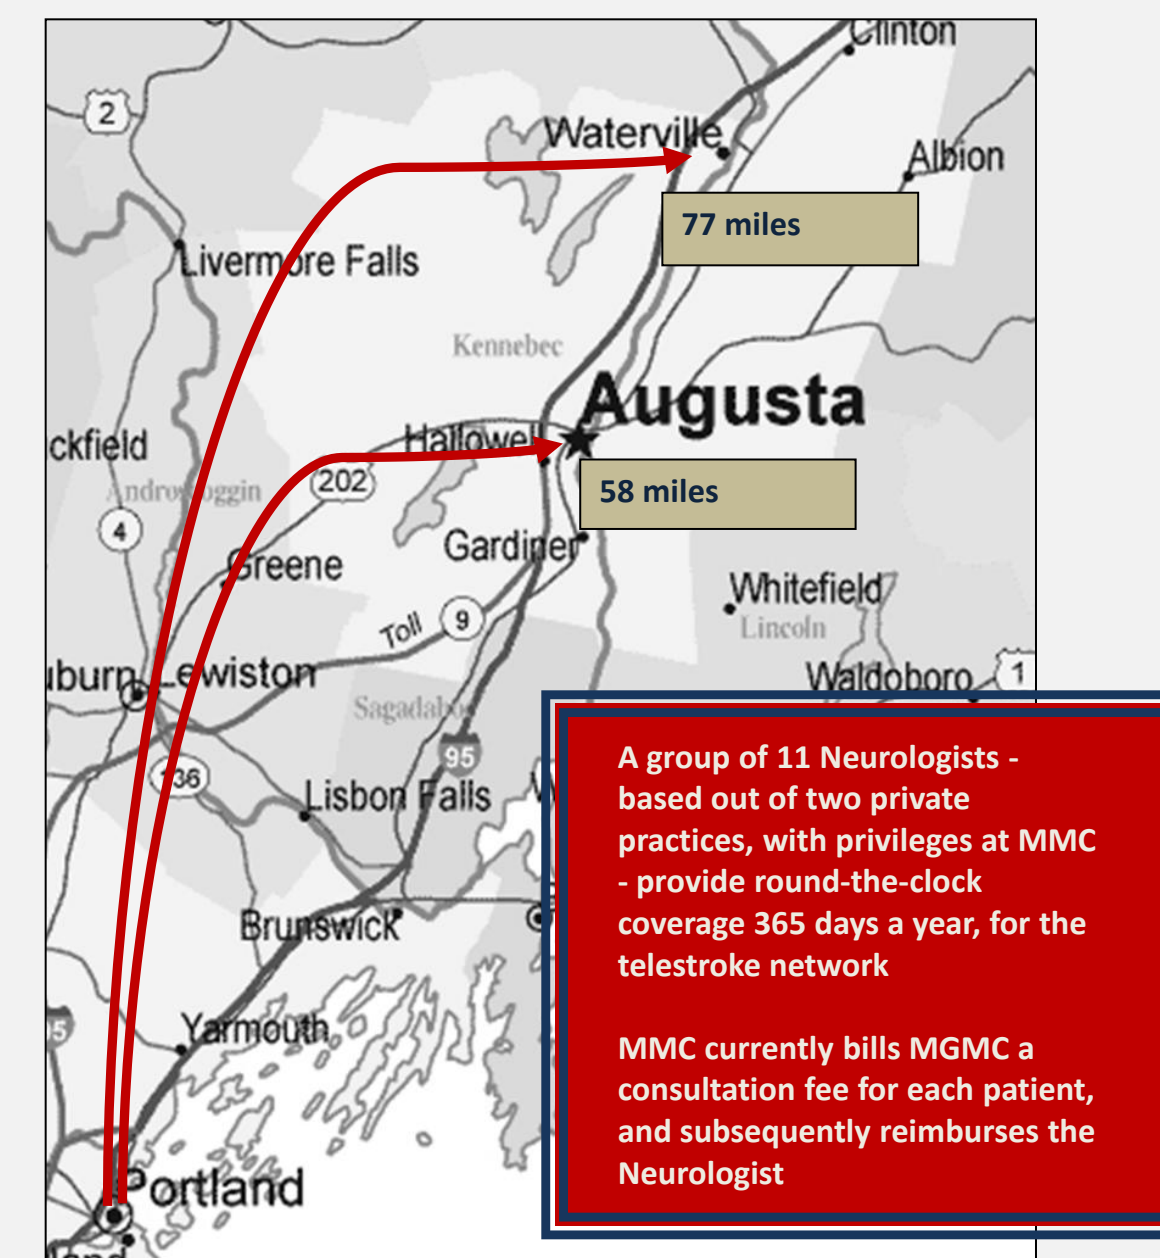 Clinton
2
Waterville
Albion
77 miles
Livermore Falls
Kennebec
Augusta
ckfield
Hallowell
202
58 miles
Androscoggin
4
Gardiner
Greene
Whitefield
Toll
9
Lincoln
uburn
Lewiston
Waldoboro
1
95
136
Lisbon Falls
A group of 11 Neurologists -
based out of two private
practices, with privileges at MMC
- provide round-the-clock
coverage 365 days a year, for the
telestroke network
Brunswick
Yarmouth
MMC currently bills MGMC a
consultation fee for each patient,
and subsequently reimburses the
Neurologist
Portland